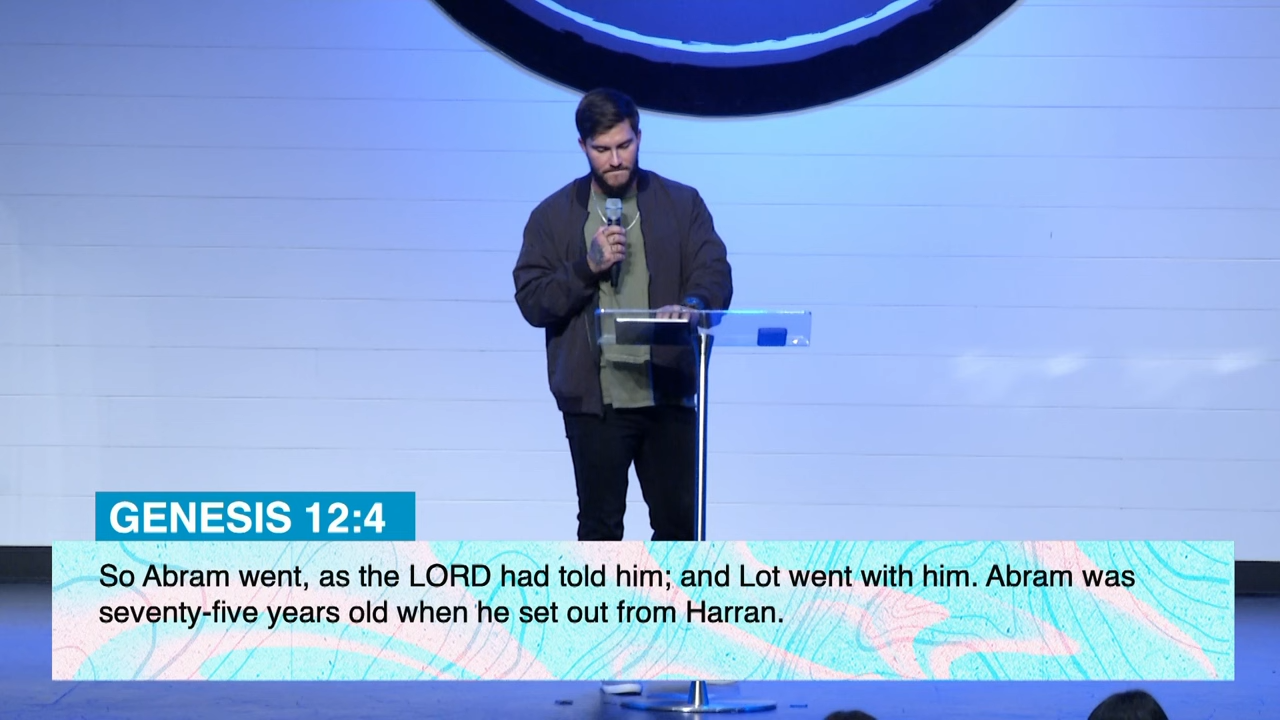 GENESIS 12:4
So Abram went, as the LORD had told him; and Lot went with him. Abram was
seventy-five years old when he set out from Harran.